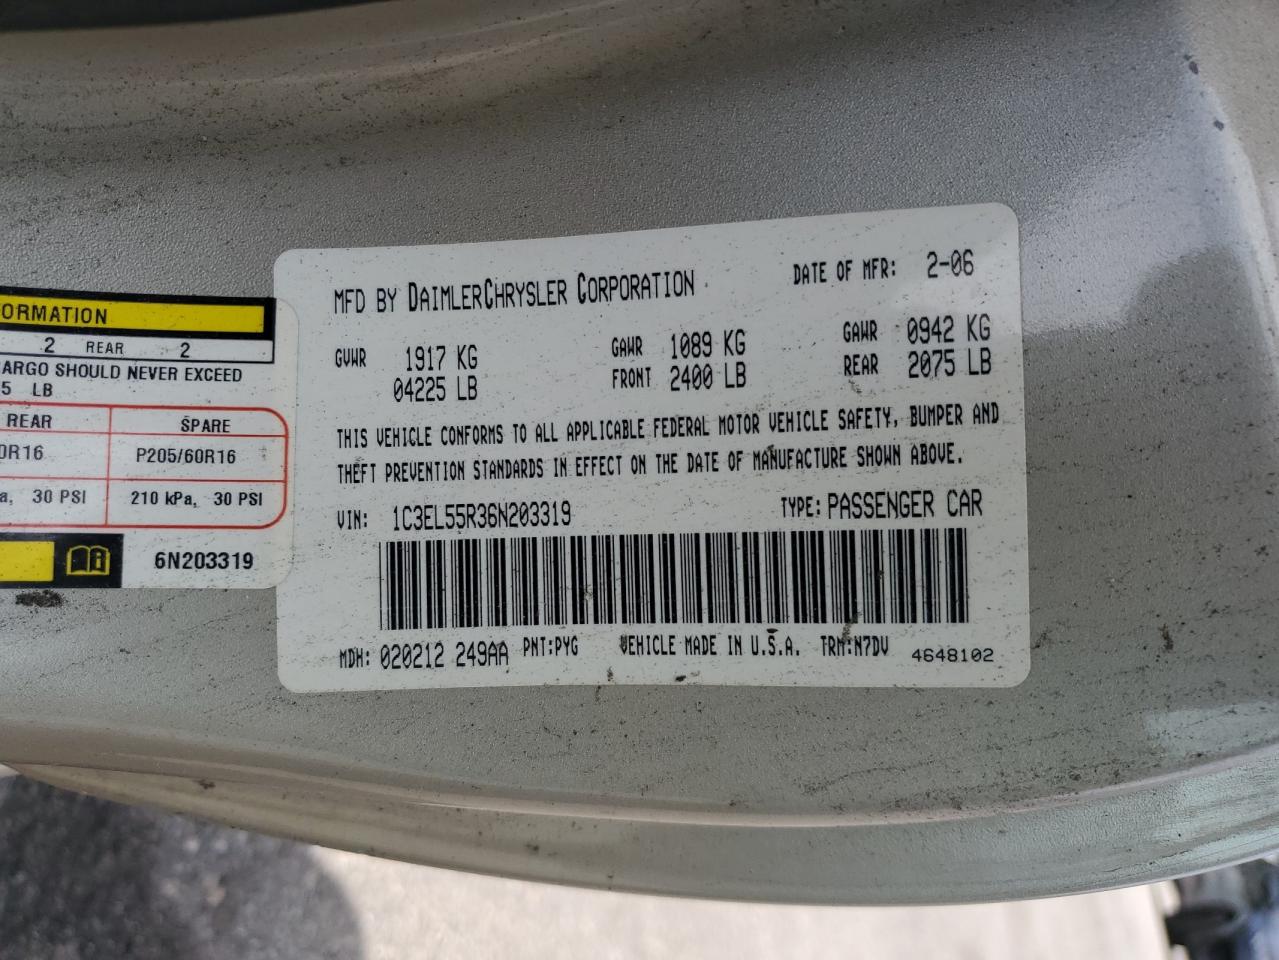 MFD BY DAIMLERCHRYSLER CORPORATION DATE OF MFR: 2-06
GVWR 1917 KG GAWR 1089 KG GAWR 0942 KG
04225 LB FRONT 2400 LB REAR 2075 LB
THIS VEHICLE CONFORMS TO ALL APPLICABLE FEDERAL MOTOR VEHICLE SAFETY, BUMPER AND
THEFT PREVENTION STANDARDS IN EFFECT ON THE DATE OF MANUFACTURE SHOWN ABOVE.
VIN: 1C3EL55R36N203319 TYPE: PASSENGER CAR
MDH: 020212 249AA PNT:PYG VEHICLE MADE IN U.S.A. TRM:N7DV 4648102
ORMATION
2 REAR 2
ARGO SHOULD NEVER EXCEED
5 LB
REAR SPARE
0R16 P205/60R16
a, 30 PSI 210 kPa, 30 PSI
6N203319